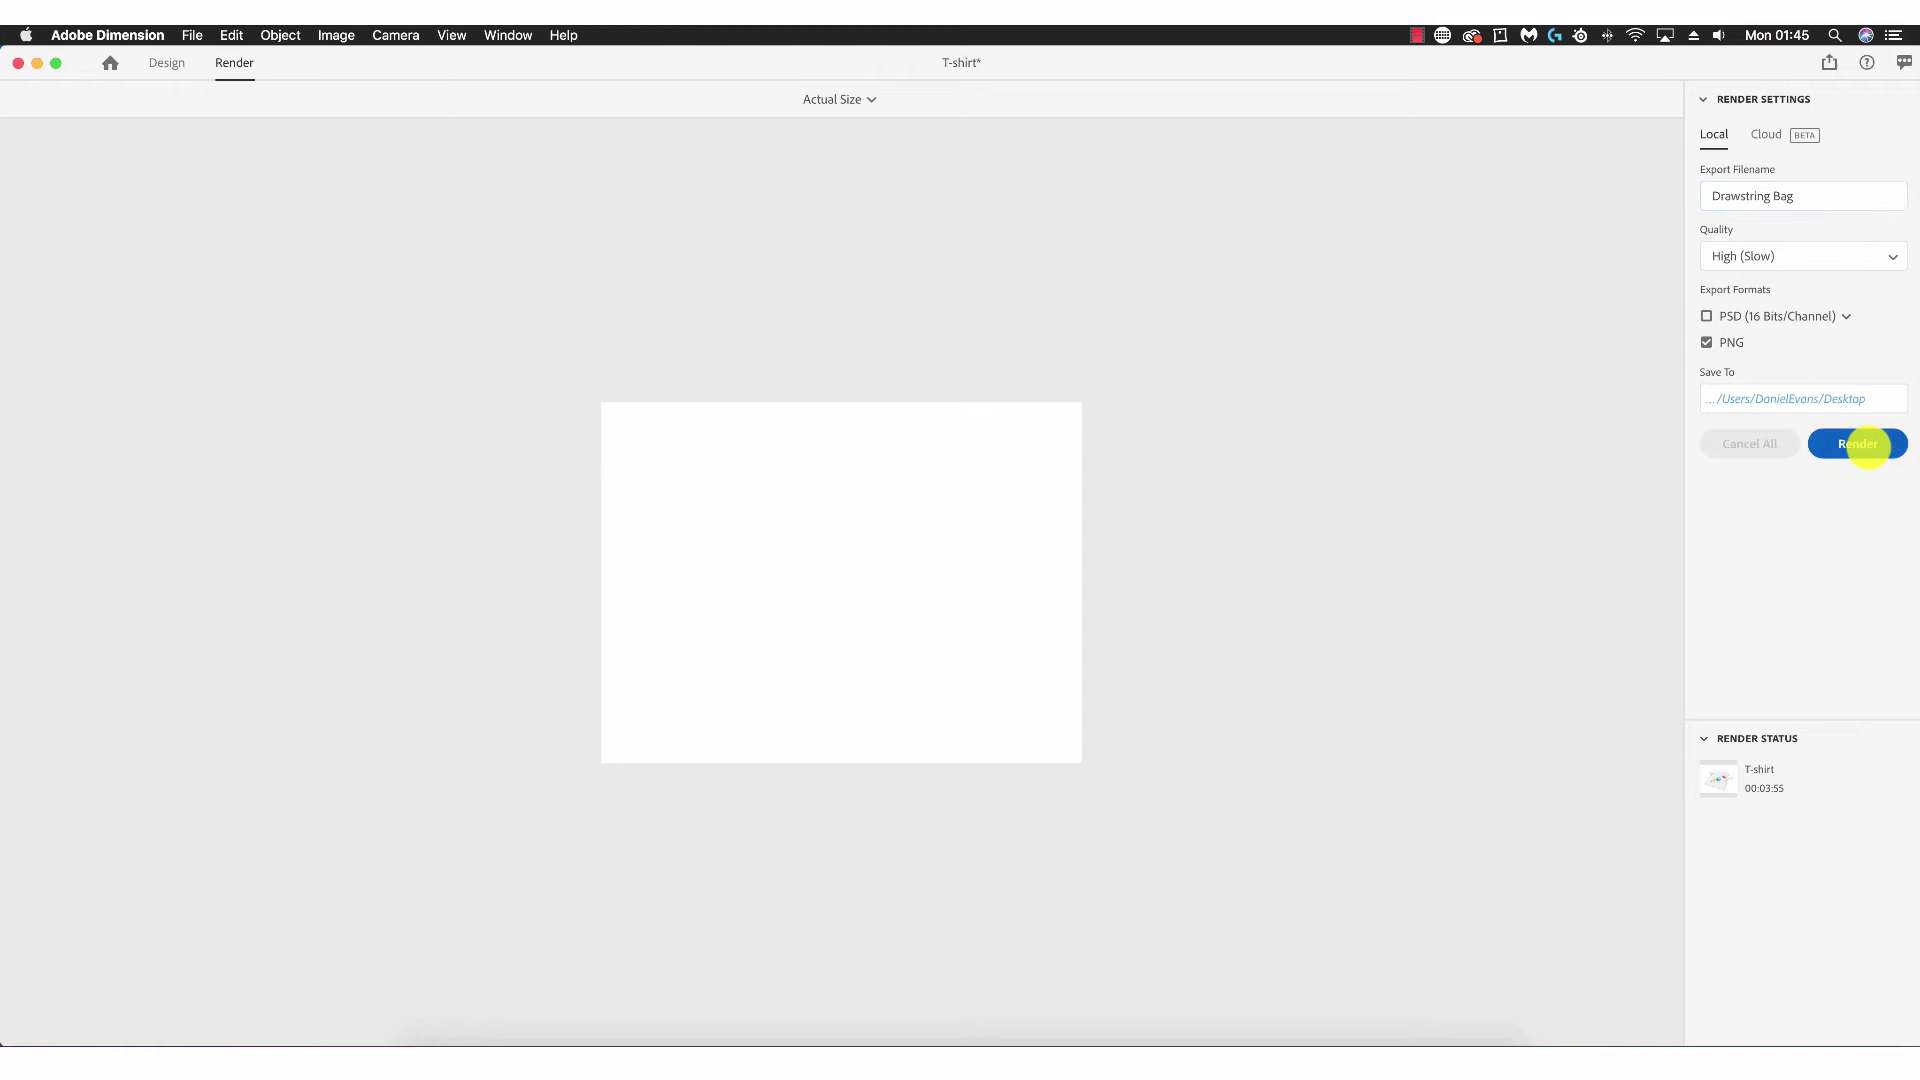 Adobe Dimension File Edit Object Image Camera View Window Help Mon 01:45
Design Render T-shirt*
Actual Size
RENDER SETTINGS
Local Cloud BETA
Export Filename
Drawstring Bag
Quality
High (Slow)
Export Formats
PSD (16 Bits/Channel)
PNG
Save To
... /Users/DanielEvans/Desktop
Cancel All Render
RENDER STATUS
T-shirt
00:03:55